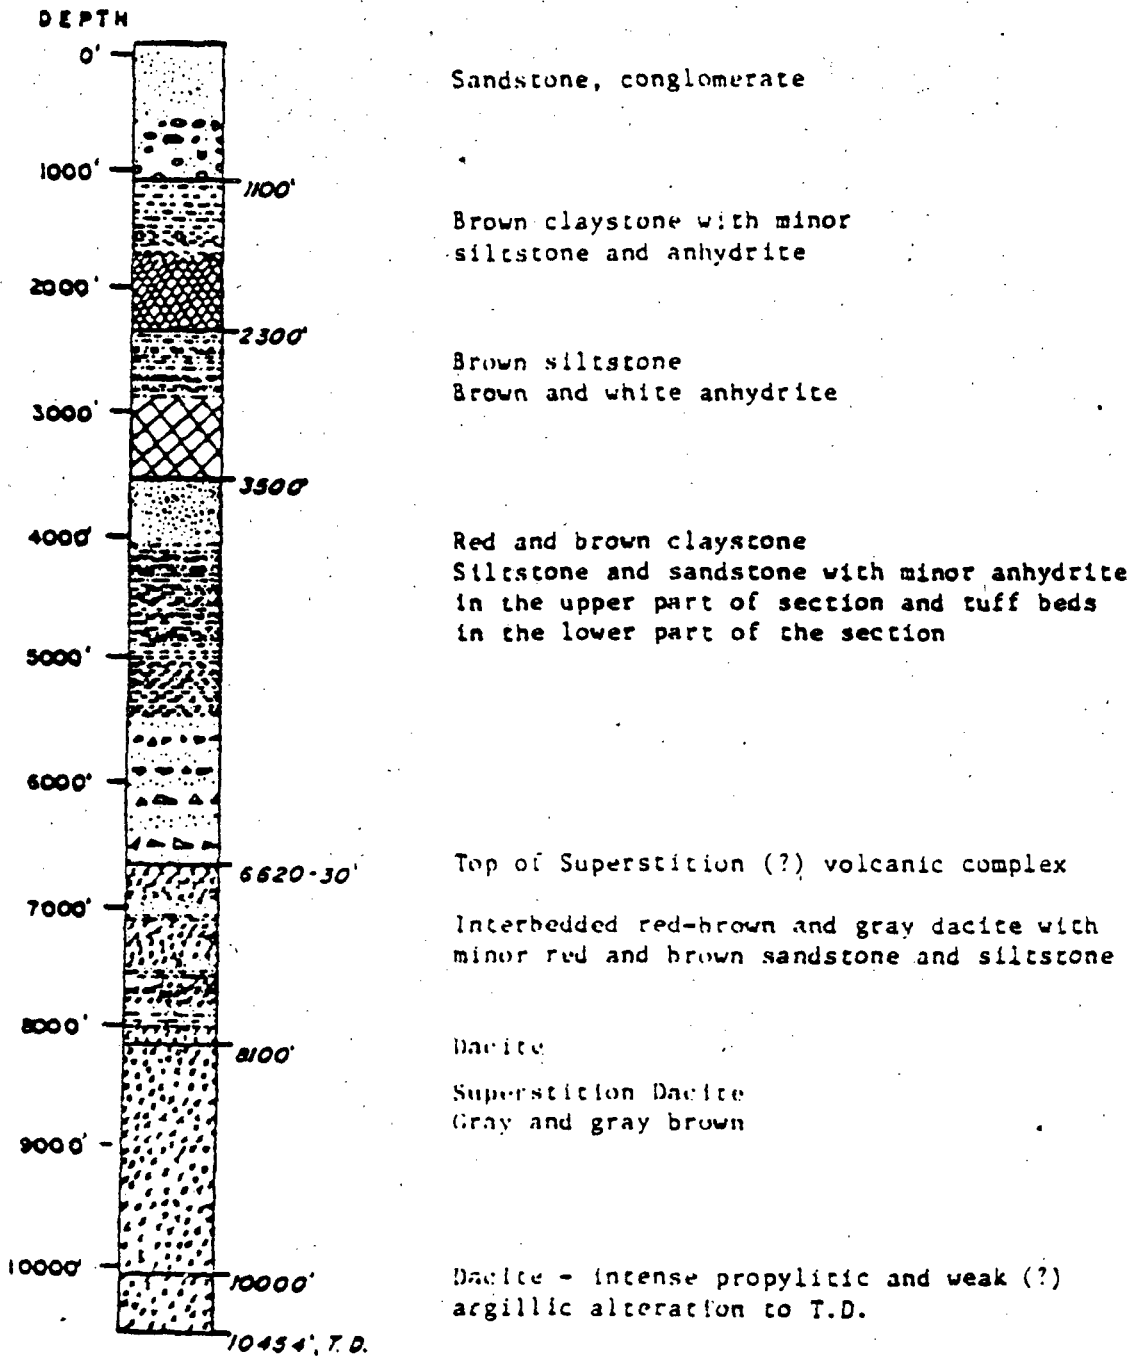 DEPTH
0'
Sandstone, conglomerate
1000'
1100'
Brown claystone with minor
siltstone and anhydrite
2000'
2300'
Brown siltstone
Brown and white anhydrite
3000'
3500'
4000'
Red and brown claystone
Siltstone and sandstone with minor anhydrite
in the upper part of section and tuff beds
in the lower part of the section
5000'
6000'
Top of Superstition (?) volcanic complex
6620-30'
7000'
Interbedded red-brown and gray dacite with
minor red and brown sandstone and siltstone
8000'
8100'
Dacite
Superstition Dacite
Gray and gray brown
9000'
10000'
10000'
Dacite - intense propylitic and weak (?)
argillic alteration to T.D.
10454', T.D.